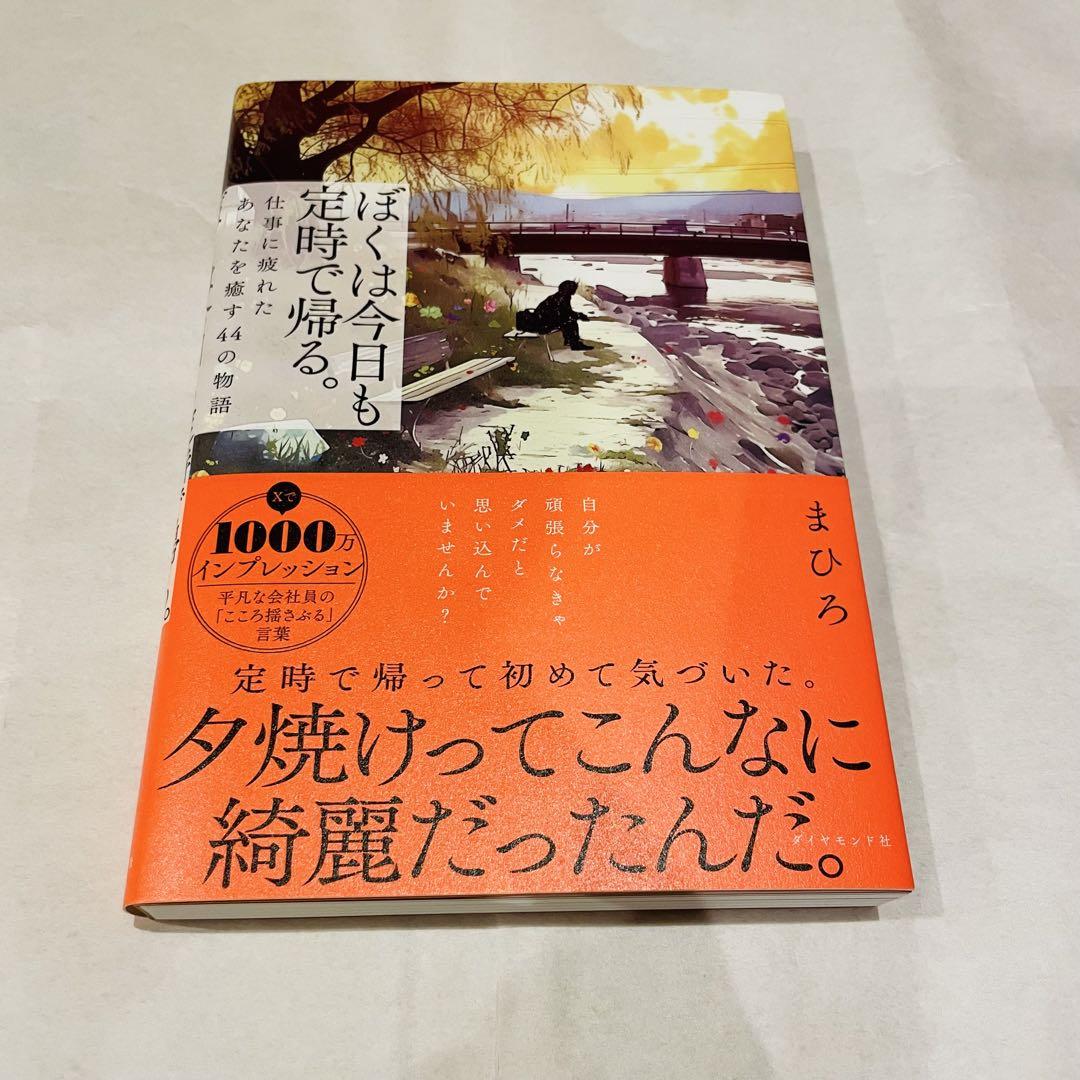 ぼくは今日も
定時で帰る。
仕事に疲れた
あなたを癒す44の物語
まひろ
自分が
頑張らなきゃ
ダメだと
思い込んで
いませんか?
Xで
1000万
インプレッション
平凡な会社員の
「こころ揺さぶる」
言葉
定時で帰って初めて気づいた。
夕焼けってこんなに
綺麗だったんだ。
ダイヤモンド社